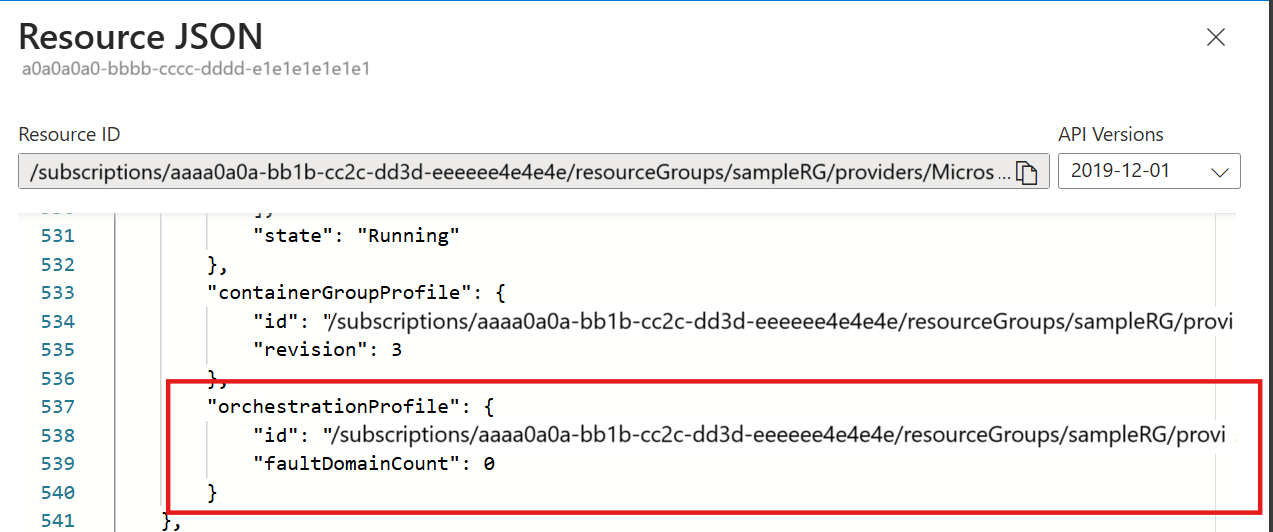 Resource JSON
a0a0a0a0-bbbb-cccc-dddd-e1e1e1e1e1e1
Resource ID
API Versions
/subscriptions/aaaa0a0a-bb1b-cc2c-dd3d-eeeeee4e4e4e/resourceGroups/sampleRG/providers/Micros ...
2019-12-01
531 "state": "Running"
532 },
533 "containerGroupProfile": {
534 "id": "/subscriptions/aaaa0a0a-bb1b-cc2c-dd3d-eeeeee4e4e4e/resourceGroups/sampleRG/provi
535 "revision": 3
536 },
537 "orchestrationProfile": {
538 "id": "/subscriptions/aaaa0a0a-bb1b-cc2c-dd3d-eeeeee4e4e4e/resourceGroups/sampleRG/provi
539 "faultDomainCount": 0
540 }
541 },